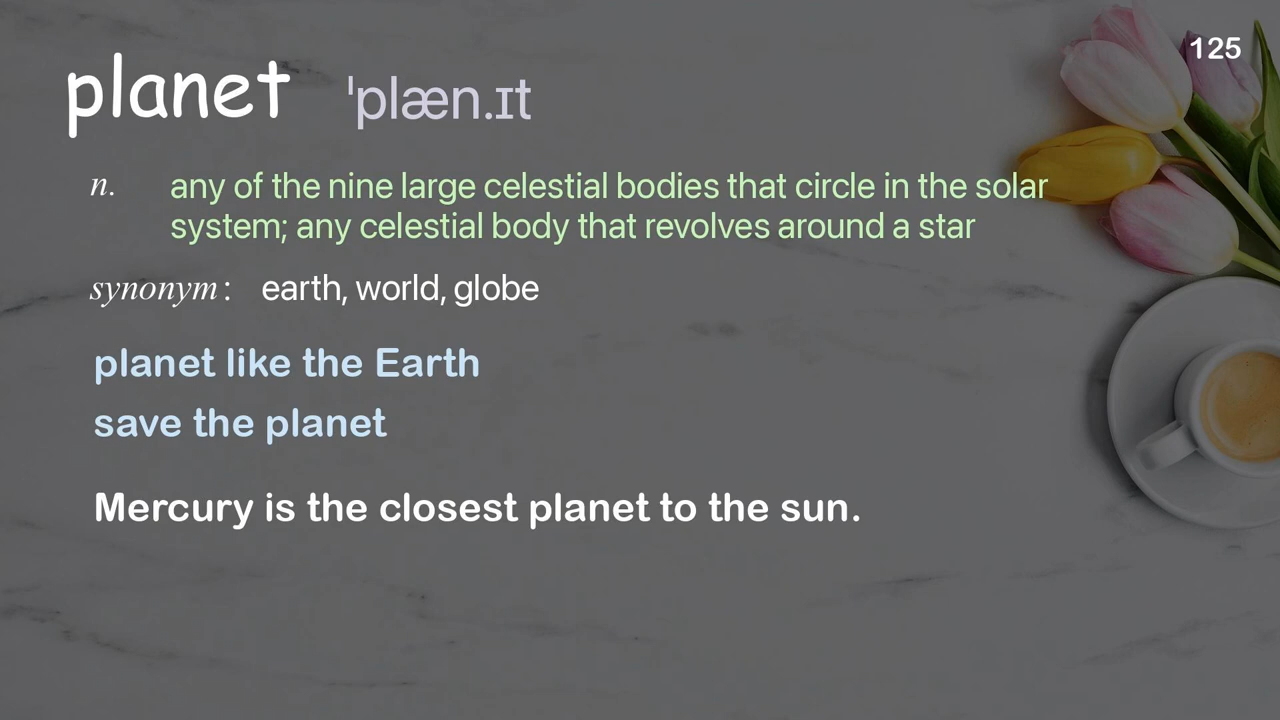 125
planet ˈplæn.ɪt
n. any of the nine large celestial bodies that circle in the solar
system; any celestial body that revolves around a star
synonym: earth, world, globe
planet like the Earth
save the planet
Mercury is the closest planet to the sun.